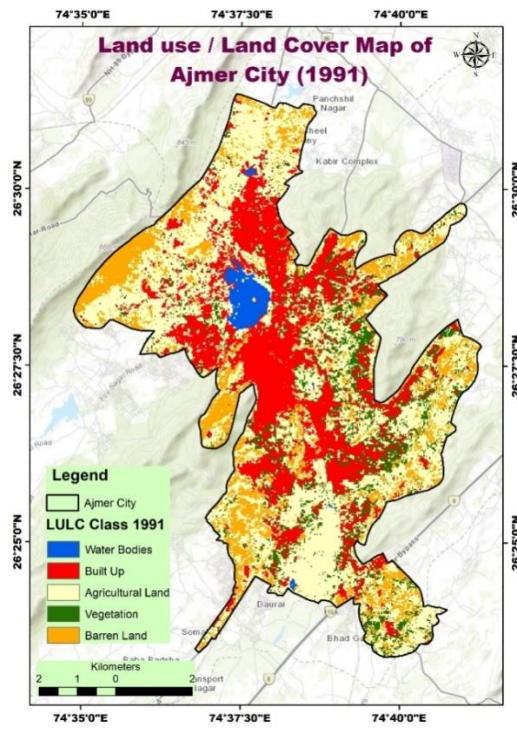 74°35'0"E 74°37'30"E 74°40'0"E
Land use / Land Cover Map of
Ajmer City (1991)
N
W E
S
Panchshil
Nagar
Kabir Complex
26°30'0"N
26°27'30"N
26°25'0"N
Legend
Ajmer City
LULC Class 1991
Water Bodies
Built Up
Agricultural Land
Vegetation
Barren Land
Daurai
Soma
Bhad Ga
Kilometers
2 1 0 2
74°35'0"E 74°37'30"E 74°40'0"E